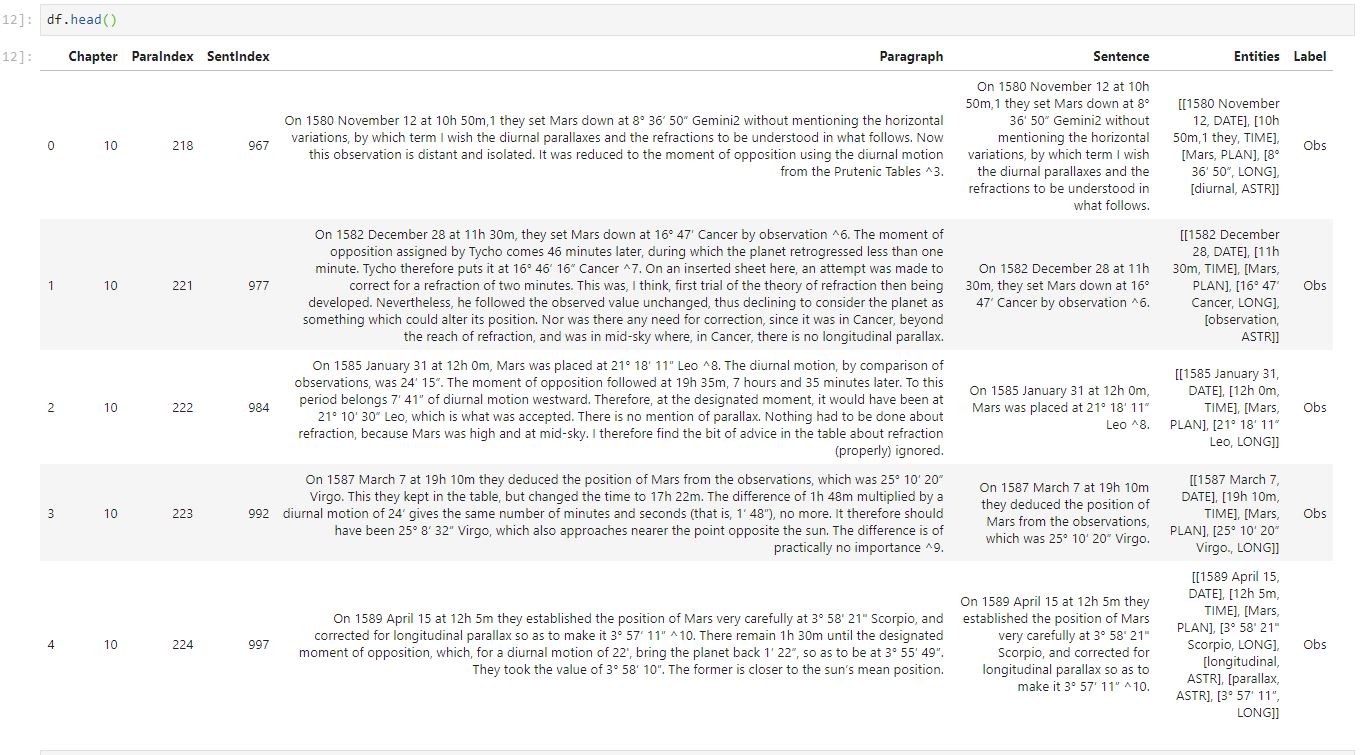 12]: df.head()
12]: Chapter ParaIndex SentIndex Paragraph Sentence Entities Label
0 10 218 967
On 1580 November 12 at 10h 50m,1 they set Mars down at 8° 36′ 50″ Gemini2 without mentioning the horizontal
variations, by which term I wish the diurnal parallaxes and the refractions to be understood in what follows. Now
this observation is distant and isolated. It was reduced to the moment of opposition using the diurnal motion
from the Prutenic Tables ^3.
On 1580 November 12 at 10h
50m,1 they set Mars down at 8°
36′ 50″ Gemini2 without
mentioning the horizontal
variations, by which term I wish
the diurnal parallaxes and the
refractions to be understood in
what follows.
[[1580 November
12, DATE], [10h
50m,1 they, TIME],
[Mars, PLAN], [8°
36′ 50″, LONG],
[diurnal, ASTR]]
Obs
1 10 221 977
On 1582 December 28 at 11h 30m, they set Mars down at 16° 47′ Cancer by observation ^6. The moment of
opposition assigned by Tycho comes 46 minutes later, during which the planet retrogressed less than one
minute. Tycho therefore puts it at 16° 46′ 16″ Cancer ^7. On an inserted sheet here, an attempt was made to
correct for a refraction of two minutes. This was, I think, first trial of the theory of refraction then being
developed. Nevertheless, he followed the observed value unchanged, thus declining to consider the planet as
something which could alter its position. Nor was there any need for correction, since it was in Cancer, beyond
the reach of refraction, and was in mid-sky where, in Cancer, there is no longitudinal parallax.
On 1582 December 28 at 11h
30m, they set Mars down at 16°
47′ Cancer by observation ^6.
[[1582 December
28, DATE], [11h
30m, TIME], [Mars,
PLAN], [16° 47′
Cancer, LONG],
[observation,
ASTR]]
Obs
2 10 222 984
On 1585 January 31 at 12h 0m, Mars was placed at 21° 18′ 11″ Leo ^8. The diurnal motion, by comparison of
observations, was 24′ 15″. The moment of opposition followed at 19h 35m, 7 hours and 35 minutes later. To this
period belongs 7′ 41″ of diurnal motion westward. Therefore, at the designated moment, it would have been at
21° 10′ 30″ Leo, which is what was accepted. There is no mention of parallax. Nothing had to be done about
refraction, because Mars was high and at mid-sky. I therefore find the bit of advice in the table about refraction
(properly) ignored.
On 1585 January 31 at 12h 0m,
Mars was placed at 21° 18′ 11″
Leo ^8.
[[1585 January 31,
DATE], [12h 0m,
TIME], [Mars,
PLAN], [21° 18′ 11″
Leo, LONG]]
Obs
3 10 223 992
On 1587 March 7 at 19h 10m they deduced the position of Mars from the observations, which was 25° 10′ 20″
Virgo. This they kept in the table, but changed the time to 17h 22m. The difference of 1h 48m multiplied by a
diurnal motion of 24′ gives the same number of minutes and seconds (that is, 1′ 48″), no more. It therefore should
have been 25° 8′ 32″ Virgo, which also approaches nearer the point opposite the sun. The difference is of
practically no importance ^9.
On 1587 March 7 at 19h 10m
they deduced the position of
Mars from the observations,
which was 25° 10′ 20″ Virgo.
[[1587 March 7,
DATE], [19h 10m,
TIME], [Mars,
PLAN], [25° 10′ 20″
Virgo., LONG]]
Obs
4 10 224 997
On 1589 April 15 at 12h 5m they established the position of Mars very carefully at 3° 58' 21" Scorpio, and
corrected for longitudinal parallax so as to make it 3° 57′ 11″ ^10. There remain 1h 30m until the designated
moment of opposition, which, for a diurnal motion of 22′, bring the planet back 1′ 22″, so as to be at 3° 55′ 49″.
They took the value of 3° 58′ 10″. The former is closer to the sun’s mean position.
On 1589 April 15 at 12h 5m they
established the position of Mars
very carefully at 3° 58' 21"
Scorpio, and corrected for
longitudinal parallax so as to
make it 3° 57′ 11″ ^10.
[[1589 April 15,
DATE], [12h 5m,
TIME], [Mars,
PLAN], [3° 58' 21"
Scorpio, LONG],
[longitudinal,
ASTR], [parallax,
ASTR], [3° 57′ 11″,
LONG]]
Obs